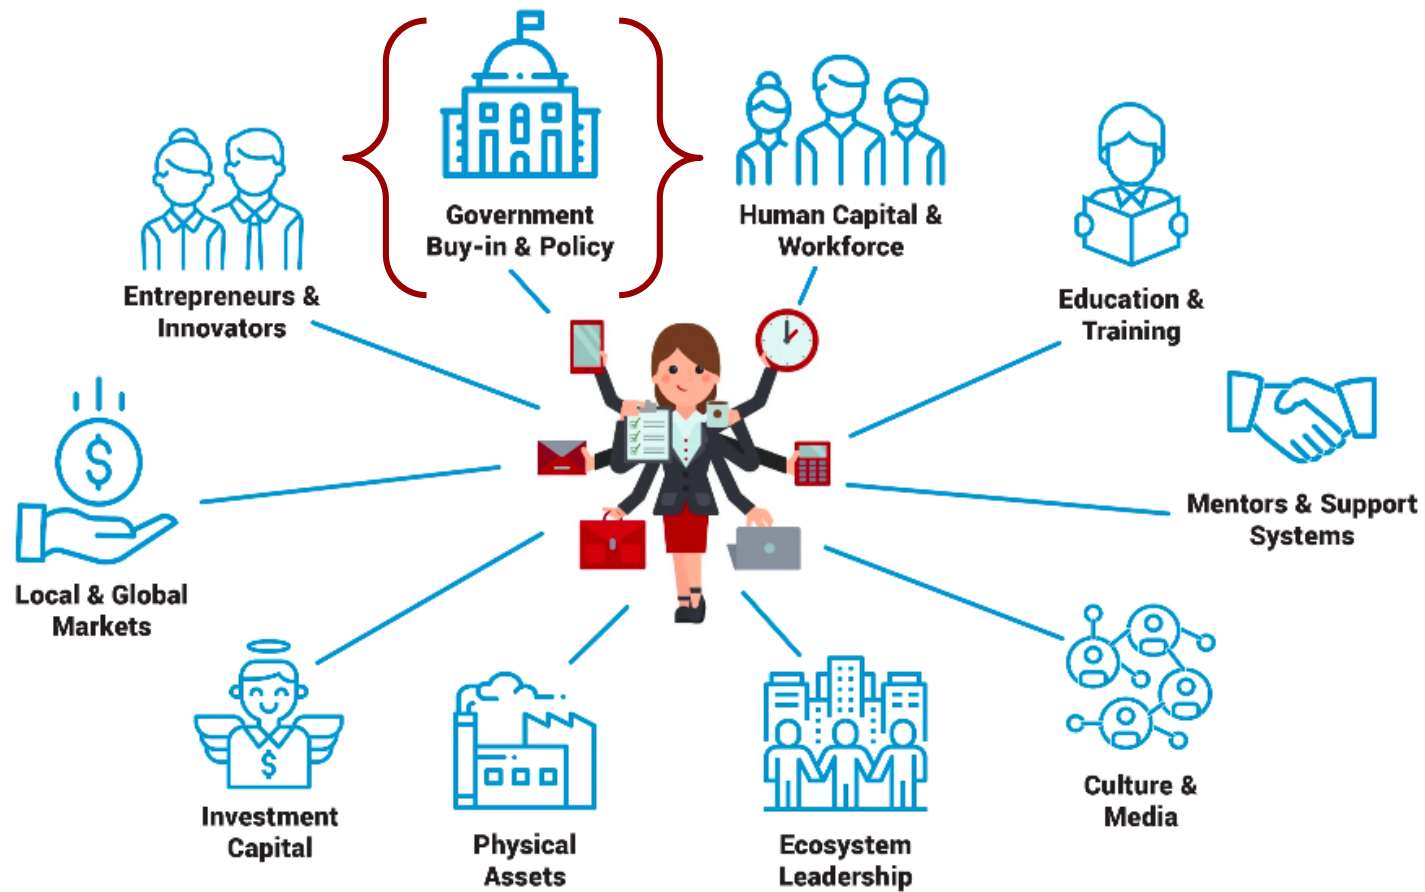 Government
Buy-in & Policy
Human Capital &
Workforce
Entrepreneurs &
Innovators
Education &
Training
$
Local & Global
Markets
Mentors & Support
Systems
$
Investment
Capital
Physical
Assets
Ecosystem
Leadership
Culture &
Media